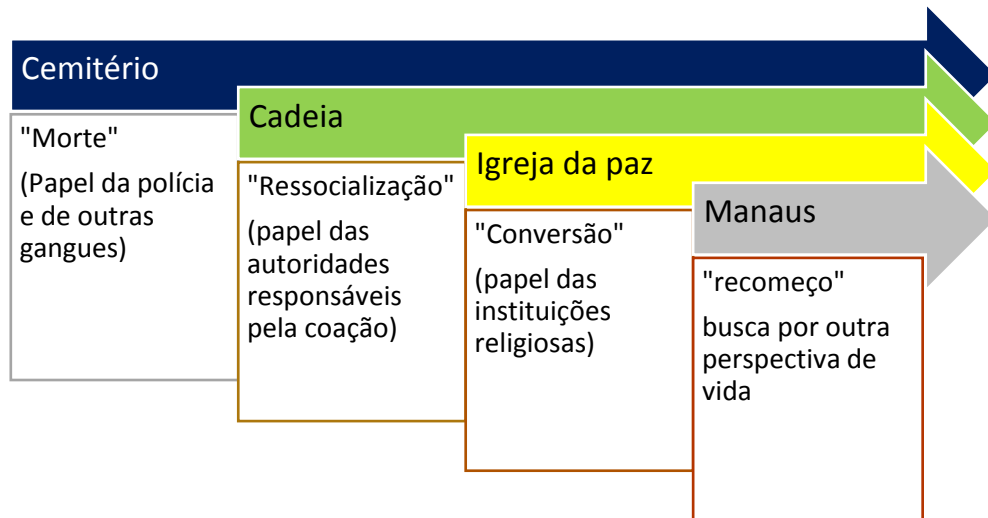 Cemitério
"Morte"
(Papel da polícia
e de outras
gangues)
Cadeia
"Ressocialização"
(papel das
autoridades
responsáveis
pela coação)
Igreja da paz
"Conversão"
(papel das
instituições
religiosas)
Manaus
"recomeço"
busca por outra
perspectiva de
vida